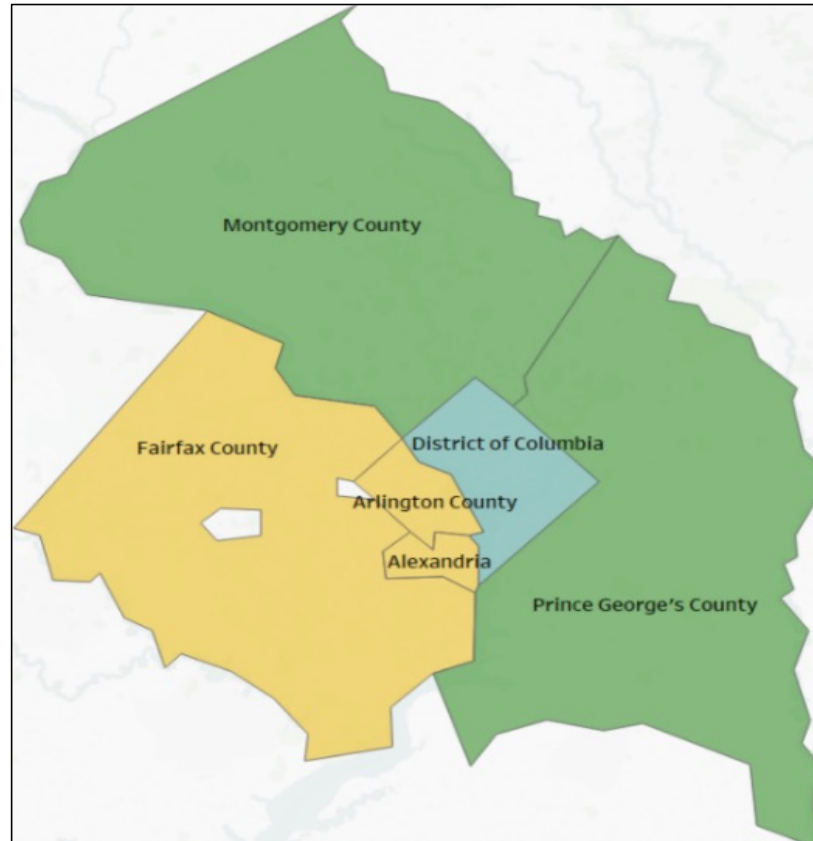 Montgomery County
District of Columbia
Fairfax County
Arlington County
Alexandria
Prince George's County